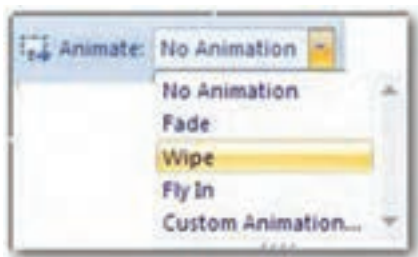 Animate: No Animation
No Animation
Fade
Wipe
Fly In
Custom Animation...